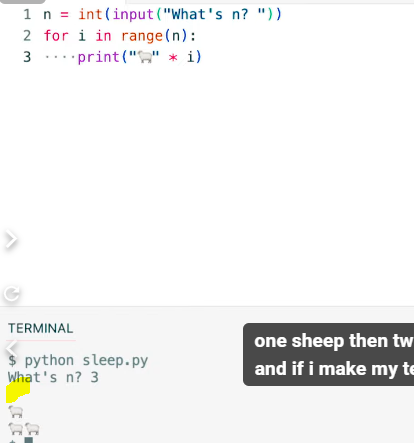 1 n = int(input("What's n? "))
2 for i in range(n):
3 ····print("🐑" * i)
TERMINAL
$ python sleep.py
What's n? 3
🐑
🐑🐑
$
one sheep then tw
and if i make my te